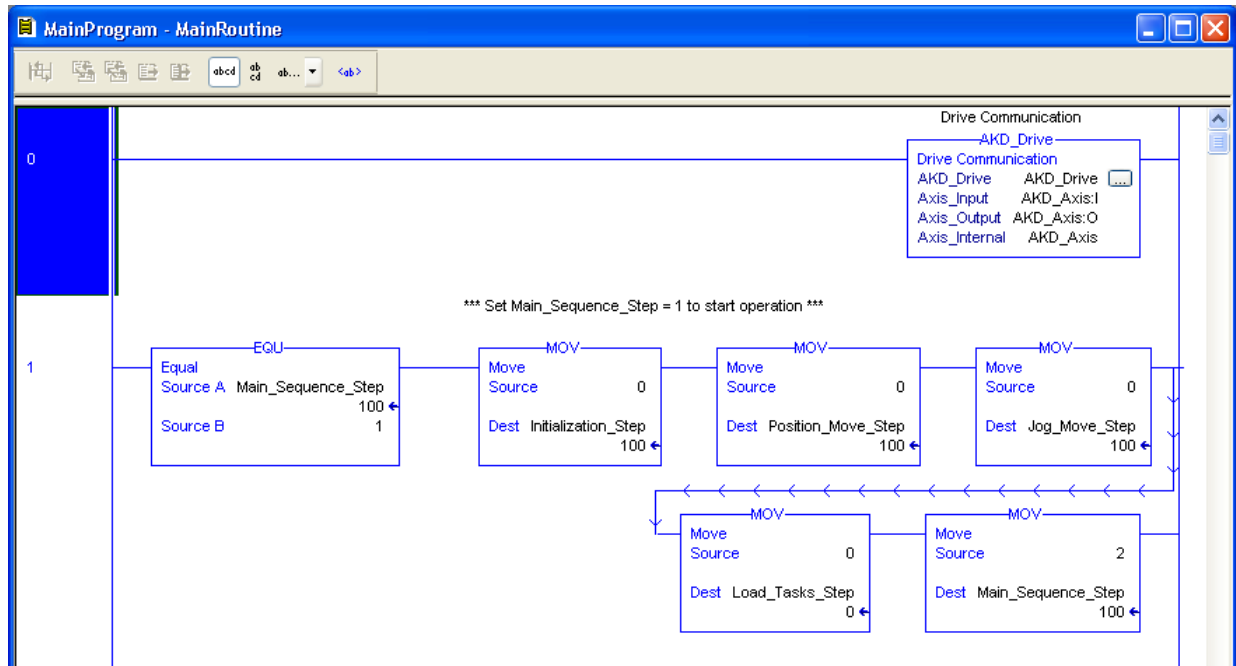 MainProgram - MainRoutine
abcd ab cd ab... <ab>
Drive Communication
0
AKD_Drive
Drive Communication
AKD_Drive AKD_Drive ...
Axis_Input AKD_Axis:I
Axis_Output AKD_Axis:O
Axis_Internal AKD_Axis
*** Set Main_Sequence_Step = 1 to start operation ***
1
EQU
Equal
Source A Main_Sequence_Step
100
Source B 1
MOV
Move
Source 0
Dest Initialization_Step
100
MOV
Move
Source 0
Dest Position_Move_Step
100
MOV
Move
Source 0
Dest Jog_Move_Step
100
MOV
Move
Source 0
Dest Load_Tasks_Step
0
MOV
Move
Source 2
Dest Main_Sequence_Step
100